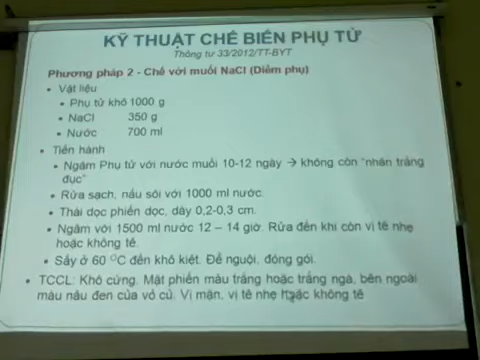 KỸ THUẬT CHẾ BIẾN PHỤ TỬ
Thông tư 33/2012/TT-BYT
Phương pháp 2 - Chế với muối NaCl (Diêm phụ)
• Vật liệu
• Phụ tử khô 1000 g
• NaCl 350 g
• Nước 700 ml
• Tiến hành
• Ngâm Phụ tử với nước muối 10-12 ngày → không còn "nhân trắng
đục"
• Rửa sạch, nấu sôi với 1000 ml nước.
• Thái dọc phiến dọc, dày 0,2-0,3 cm.
• Ngâm với 1500 ml nước 12 – 14 giờ. Rửa đến khi còn vị tê nhẹ
hoặc không tê.
• Sấy ở 60 °C đến khô kiệt. Để nguội, đóng gói.
• TCCL: Khô cứng. Mặt phiến màu trắng hoặc trắng ngà, bên ngoài
màu nâu đen của vỏ củ. Vị mặn, vị tê nhẹ hoặc không tê